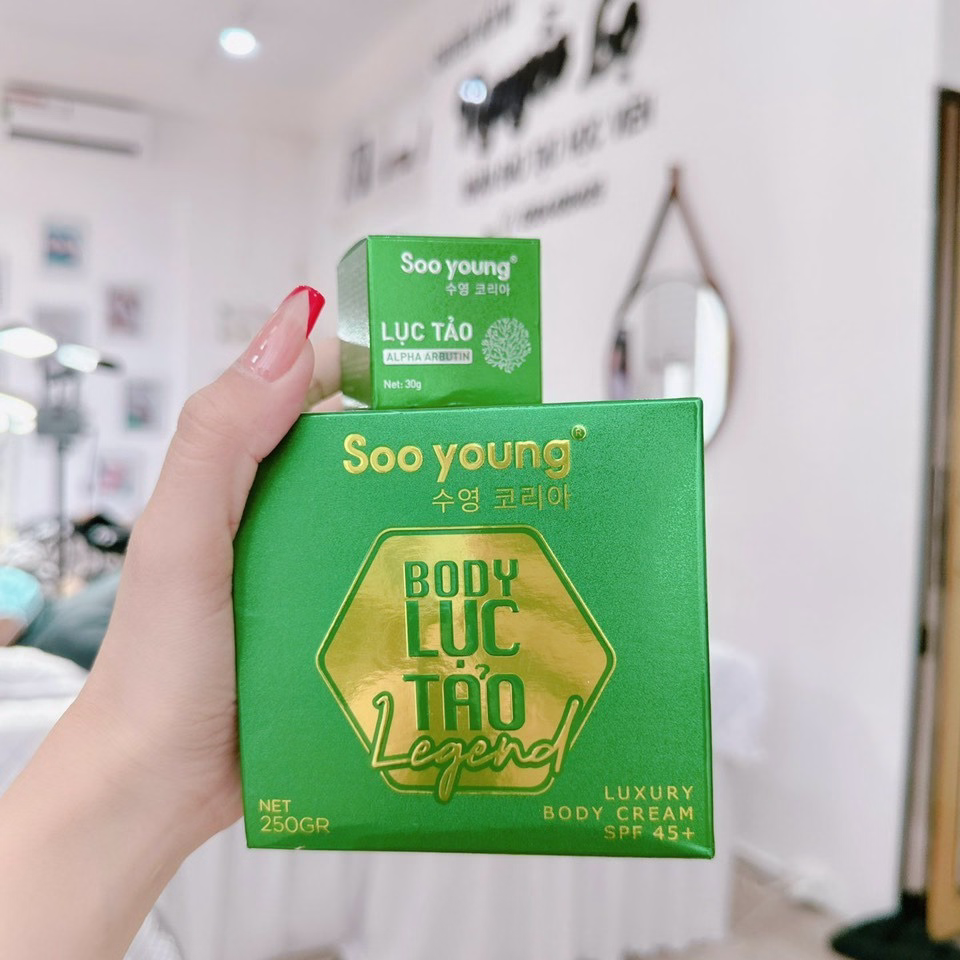 Soo young®
수영 코리아
LỤC TẢO
ALPHA ARBUTIN
Net: 30g
Soo young®
수영 코리아
BODY
LỤC
TẢO
Legend
NET
250GR
LUXURY
BODY CREAM
SPF 45+